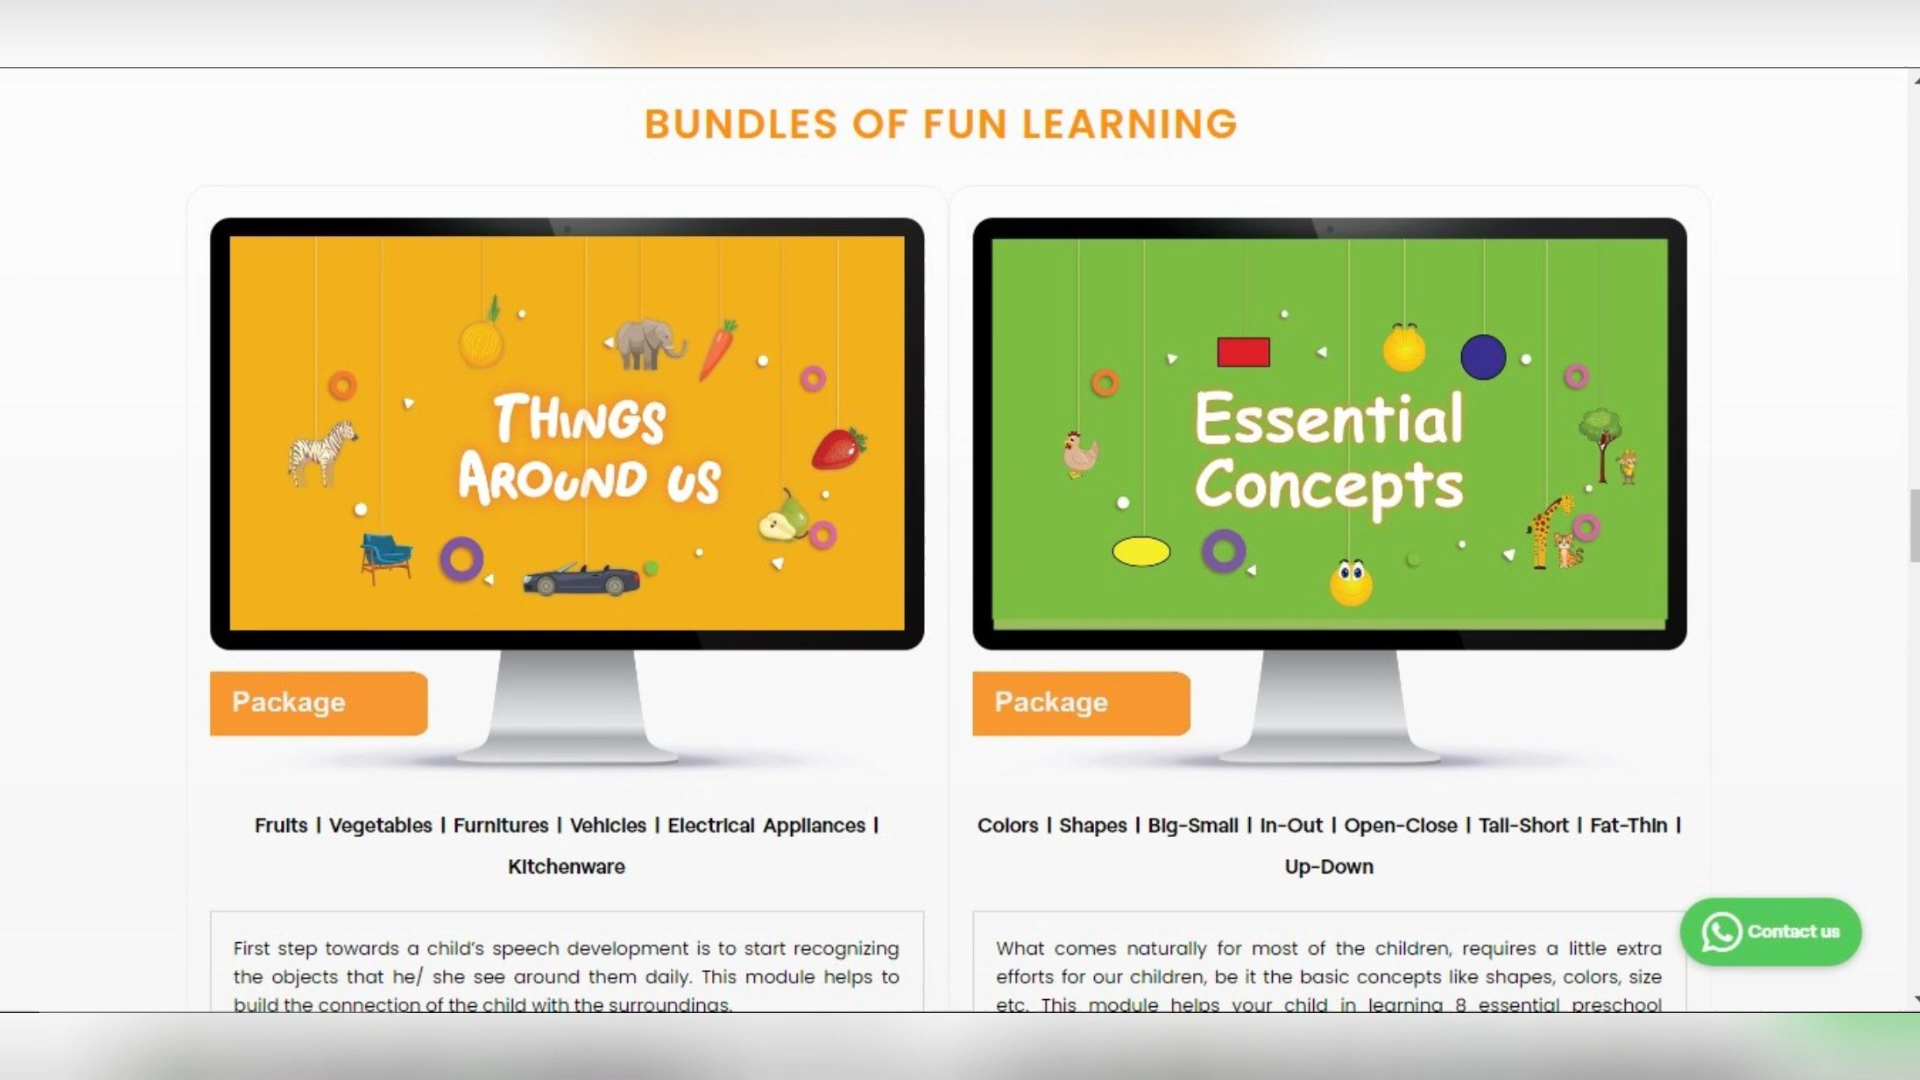 BUNDLES OF FUN LEARNING
THINGS
AROUND US
Essential
Concepts
Package
Package
Fruits | Vegetables | Furnitures | Vehicles | Electrical Appliances |
Kitchenware
Colors | Shapes | Big-Small | In-Out | Open-Close | Tall-Short | Fat-Thin |
Up-Down
First step towards a child's speech development is to start recognizing
the objects that he/ she see around them daily. This module helps to
build the connection of the child with the surroundings.
What comes naturally for most of the children, requires a little extra
efforts for our children, be it the basic concepts like shapes, colors, size
etc. This module helps your child in learning 8 essential preschool
Contact us